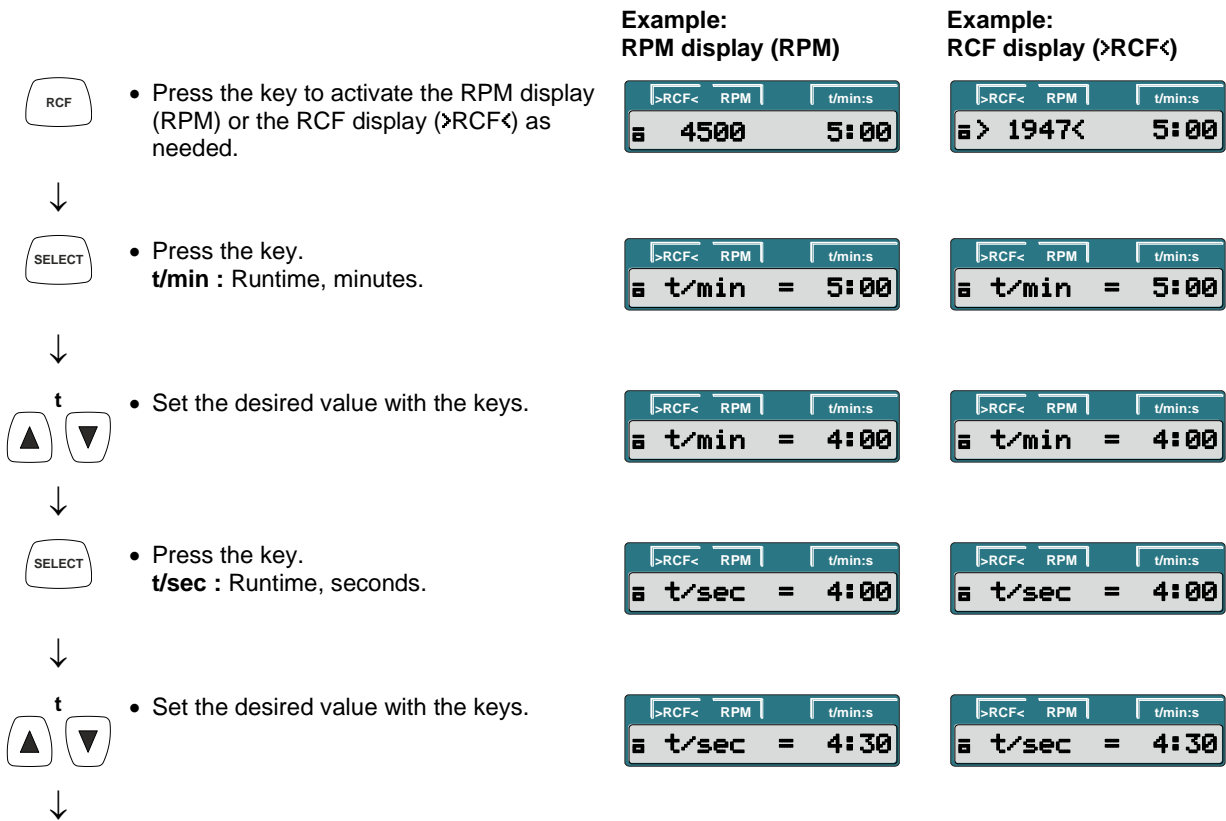 Example:
RPM display (RPM)
Example:
RCF display (>RCF<)
RCF
• Press the key to activate the RPM display
(RPM) or the RCF display (>RCF<) as
needed.
>RCF< RPM t/min:s
4500 5:00
>RCF< RPM t/min:s
> 1947< 5:00
↓
SELECT
• Press the key.
t/min : Runtime, minutes.
>RCF< RPM t/min:s
t/min = 5:00
>RCF< RPM t/min:s
t/min = 5:00
↓
t
• Set the desired value with the keys.
>RCF< RPM t/min:s
t/min = 4:00
>RCF< RPM t/min:s
t/min = 4:00
↓
SELECT
• Press the key.
t/sec : Runtime, seconds.
>RCF< RPM t/min:s
t/sec = 4:00
>RCF< RPM t/min:s
t/sec = 4:00
↓
t
• Set the desired value with the keys.
>RCF< RPM t/min:s
t/sec = 4:30
>RCF< RPM t/min:s
t/sec = 4:30
↓